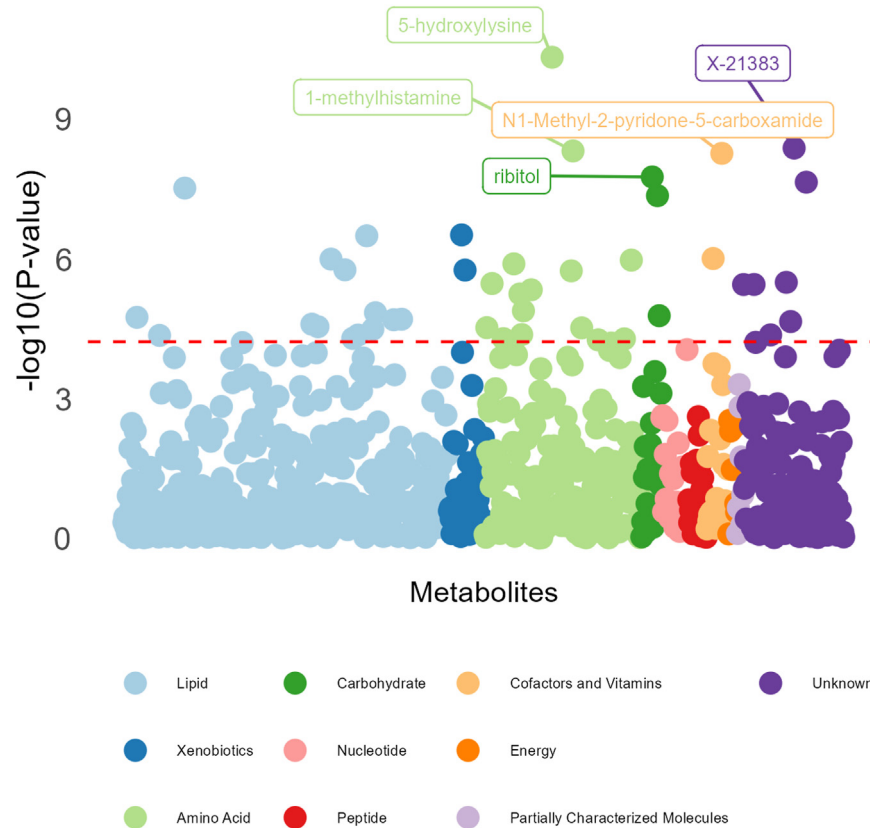 5-hydroxylysine
X-21383
1-methylhistamine
N1-Methyl-2-pyridone-5-carboxamide
ribitol
9
6
3
0
-log10(P-value)
Metabolites
Lipid
Carbohydrate
Cofactors and Vitamins
Unknown
Xenobiotics
Nucleotide
Energy
Amino Acid
Peptide
Partially Characterized Molecules